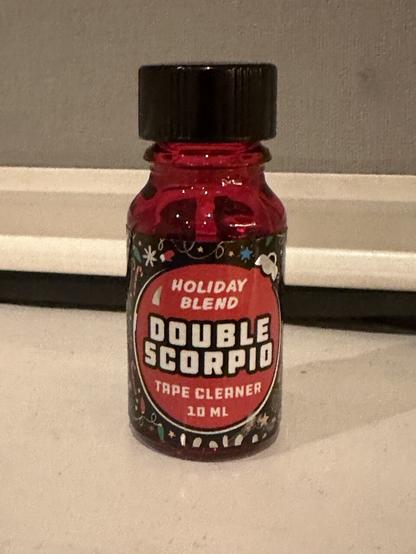 HOLIDAY
BLEND
DOUBLE
SCORPIO
TAPE CLEANER
10 ML